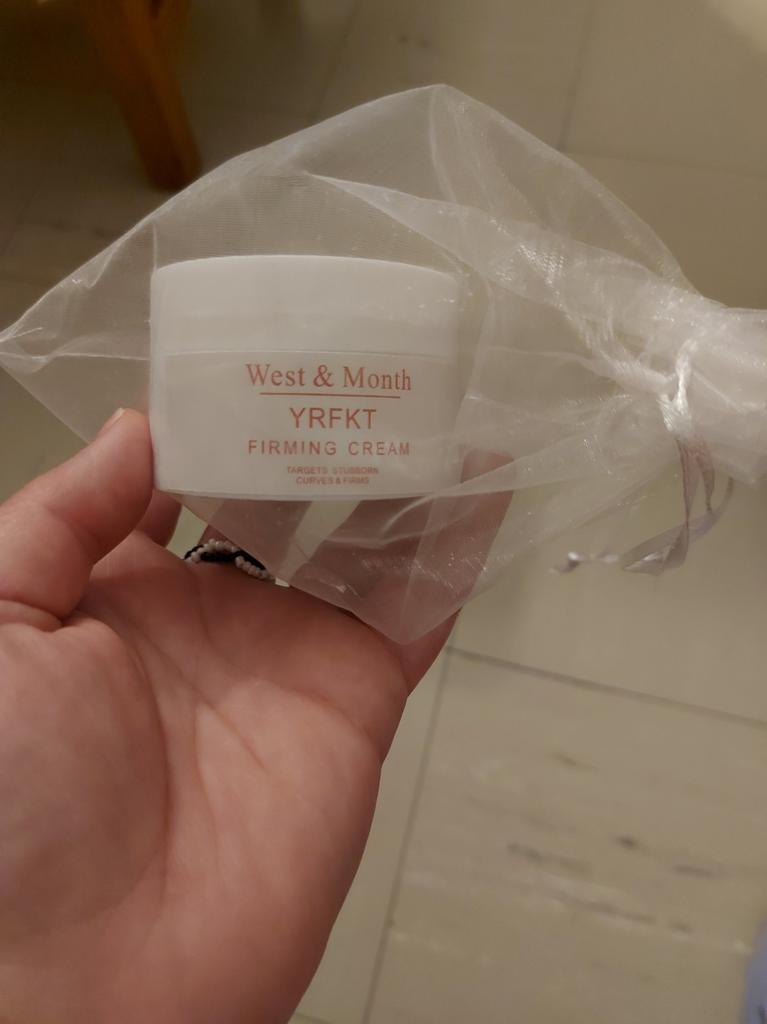 West & Month
YRFKT
FIRMING CREAM
TARGETS STUBBORN
CURVES & FIRMS